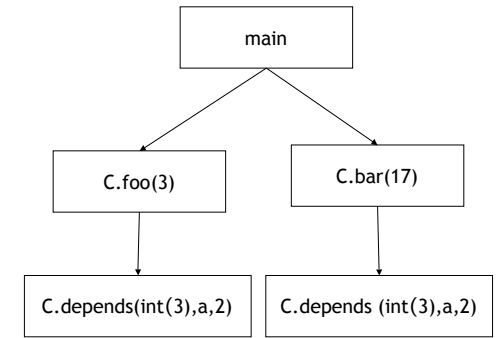 main
C.foo(3)
C.bar(17)
C.depends(int(3),a,2)
C.depends (int(3),a,2)